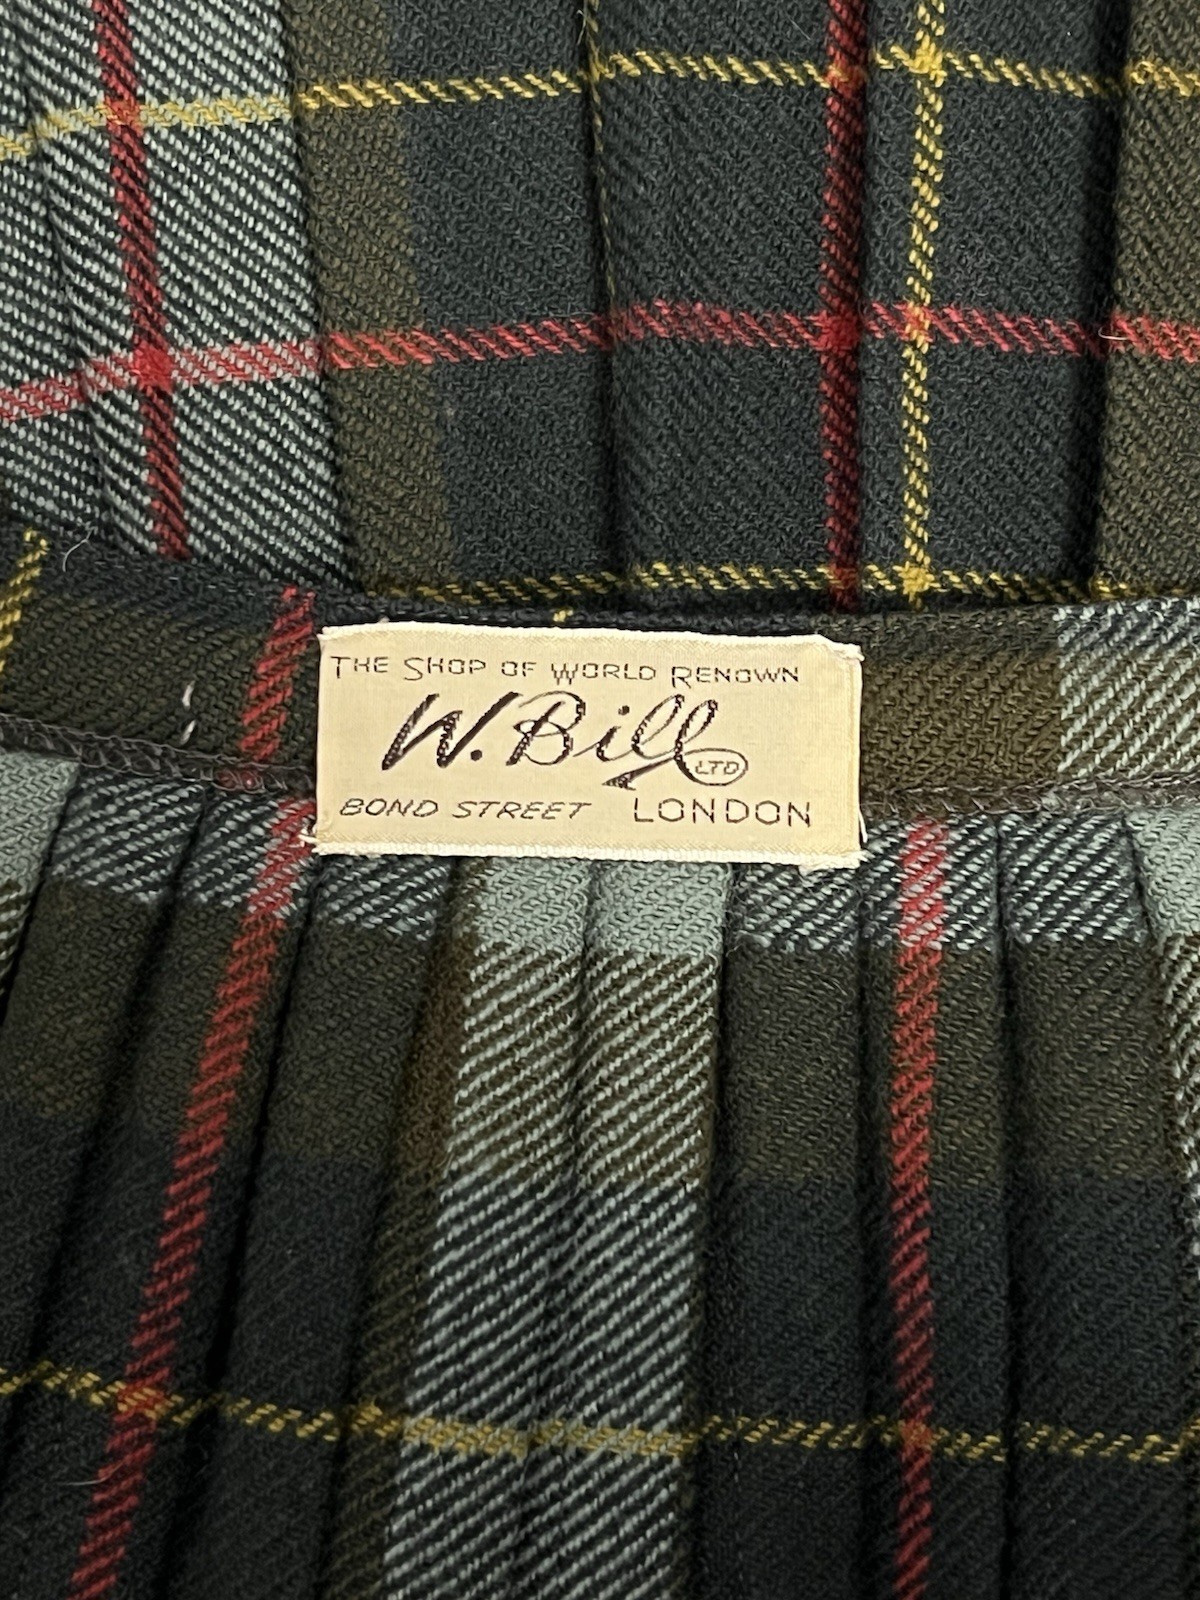 THE SHOP OF WORLD RENOWN
W. Bill LTD
BOND STREET LONDON